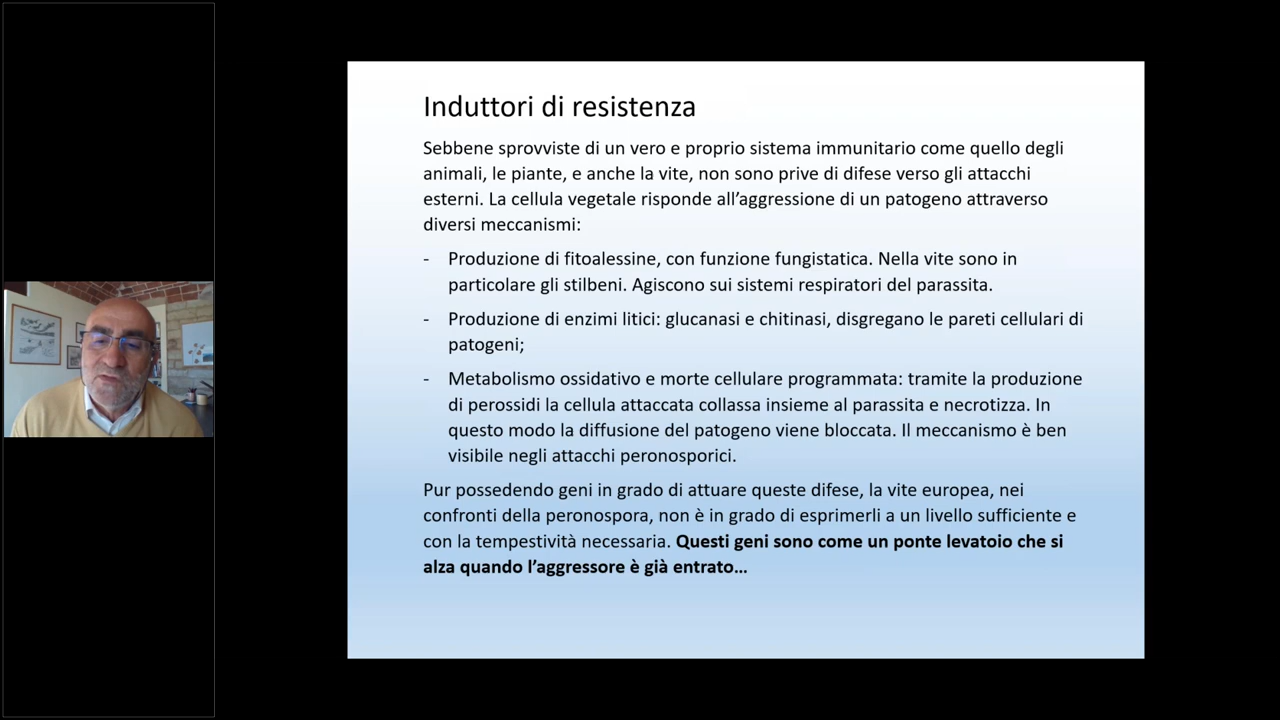 Induttori di resistenza
Sebbene sprovviste di un vero e proprio sistema immunitario come quello degli
animali, le piante, e anche la vite, non sono prive di difese verso gli attacchi
esterni. La cellula vegetale risponde all’aggressione di un patogeno attraverso
diversi meccanismi:
- Produzione di fitoalessine, con funzione fungistatica. Nella vite sono in
particolare gli stilbeni. Agiscono sui sistemi respiratori del parassita.
- Produzione di enzimi litici: glucanasi e chitinasi, disgregano le pareti cellulari di
patogeni;
- Metabolismo ossidativo e morte cellulare programmata: tramite la produzione
di perossidi la cellula attaccata collassa insieme al parassita e necrotizza. In
questo modo la diffusione del patogeno viene bloccata. Il meccanismo è ben
visibile negli attacchi peronosporici.
Pur possedendo geni in grado di attuare queste difese, la vite europea, nei
confronti della peronospora, non è in grado di esprimerli a un livello sufficiente e
con la tempestività necessaria. Questi geni sono come un ponte levatoio che si
alza quando l’aggressore è già entrato…